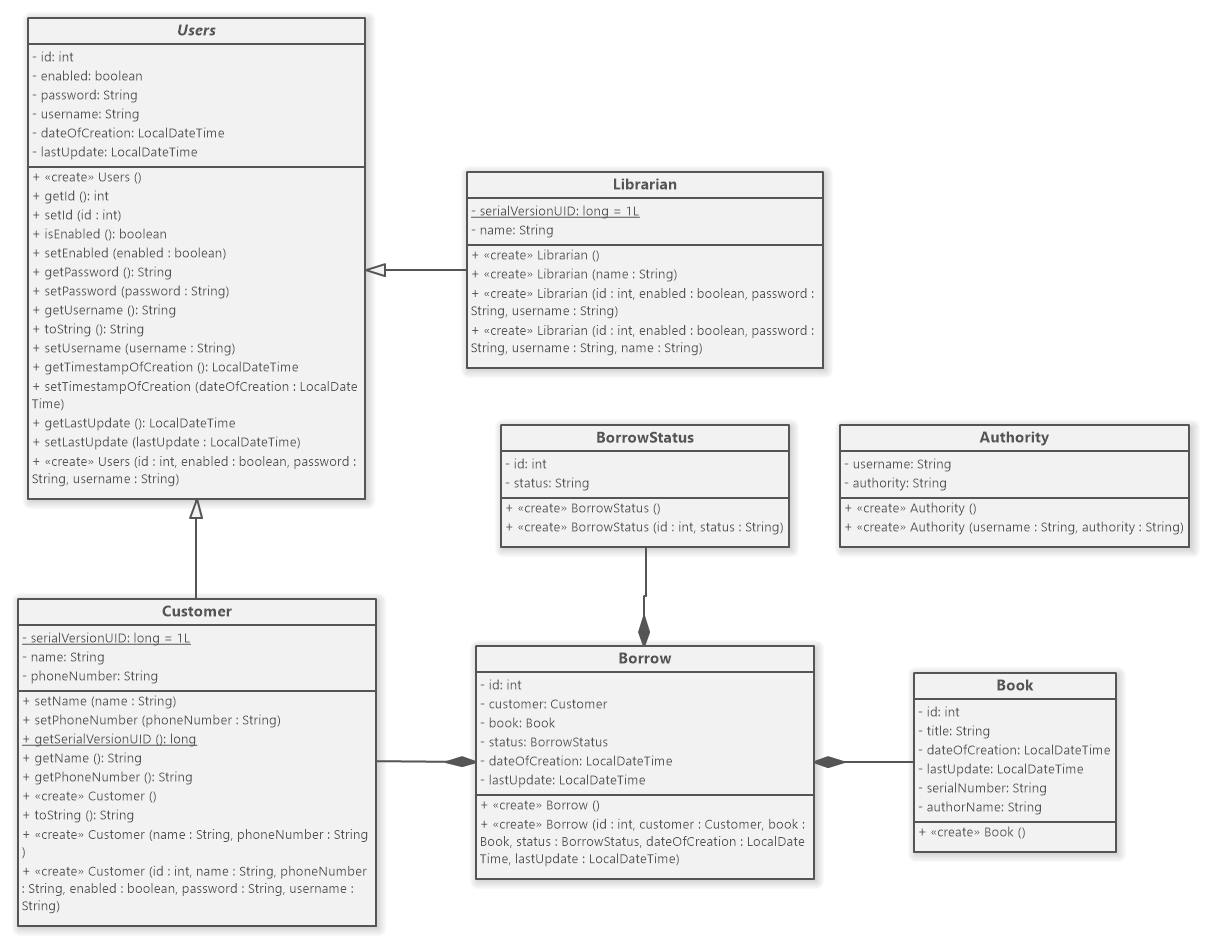 Users
- id: int
- enabled: boolean
- password: String
- username: String
- dateOfCreation: LocalDateTime
- lastUpdate: LocalDateTime
+ «create» Users ()
+ getId (): int
+ setId (id : int)
+ isEnabled (): boolean
+ setEnabled (enabled : boolean)
+ getPassword (): String
+ setPassword (password : String)
+ getUsername (): String
+ toString (): String
+ setUsername (username : String)
+ getTimestampOfCreation (): LocalDateTime
+ setTimestampOfCreation (dateOfCreation : LocalDate
Time)
+ getLastUpdate (): LocalDateTime
+ setLastUpdate (lastUpdate : LocalDateTime)
+ «create» Users (id : int, enabled : boolean, password :
String, username : String)
Librarian
- serialVersionUID: long = 1L
- name: String
+ «create» Librarian ()
+ «create» Librarian (name : String)
+ «create» Librarian (id : int, enabled : boolean, password :
String, username : String)
+ «create» Librarian (id : int, enabled : boolean, password :
String, username : String, name : String)
BorrowStatus
- id: int
- status: String
+ «create» BorrowStatus ()
+ «create» BorrowStatus (id : int, status : String)
Authority
- username: String
- authority: String
+ «create» Authority ()
+ «create» Authority (username : String, authority : String)
Customer
- serialVersionUID: long = 1L
- name: String
- phoneNumber: String
+ setName (name : String)
+ setPhoneNumber (phoneNumber : String)
+ getSerialVersionUID (): long
+ getName (): String
+ getPhoneNumber (): String
+ «create» Customer ()
+ toString (): String
+ «create» Customer (name : String, phoneNumber : String
)
+ «create» Customer (id : int, name : String, phoneNumber
: String, enabled : boolean, password : String, username :
String)
Borrow
- id: int
- customer: Customer
- book: Book
- status: BorrowStatus
- dateOfCreation: LocalDateTime
- lastUpdate: LocalDateTime
+ «create» Borrow ()
+ «create» Borrow (id : int, customer : Customer, book :
Book, status : BorrowStatus, dateOfCreation : LocalDate
Time, lastUpdate : LocalDateTime)
Book
- id: int
- title: String
- dateOfCreation: LocalDateTime
- lastUpdate: LocalDateTime
- serialNumber: String
- authorName: String
+ «create» Book ()